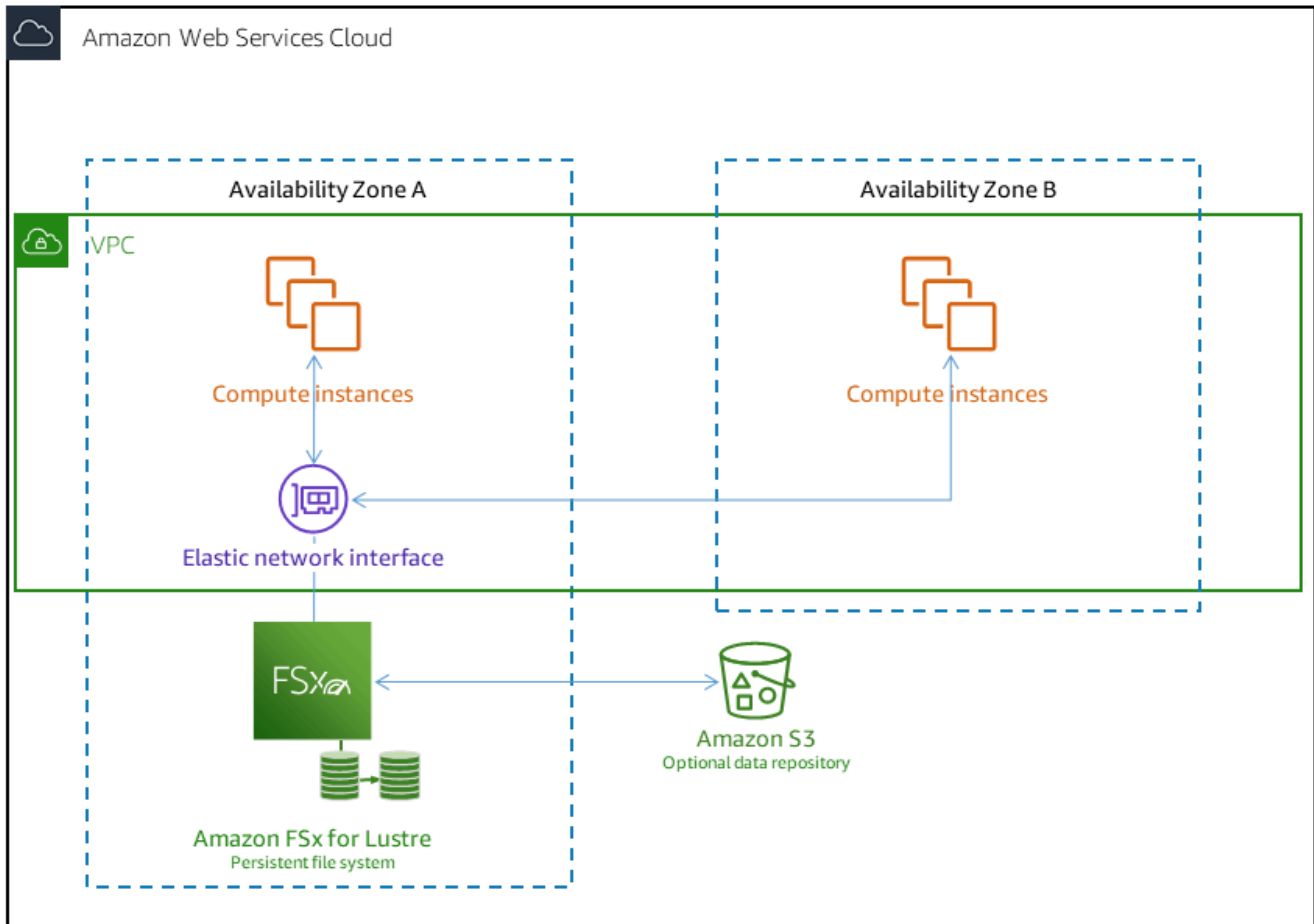 Amazon Web Services Cloud
Availability Zone A
Availability Zone B
VPC
Compute instances
Compute instances
Elastic network interface
FSx
Amazon S3
Optional data repository
Amazon FSx for Lustre
Persistent file system